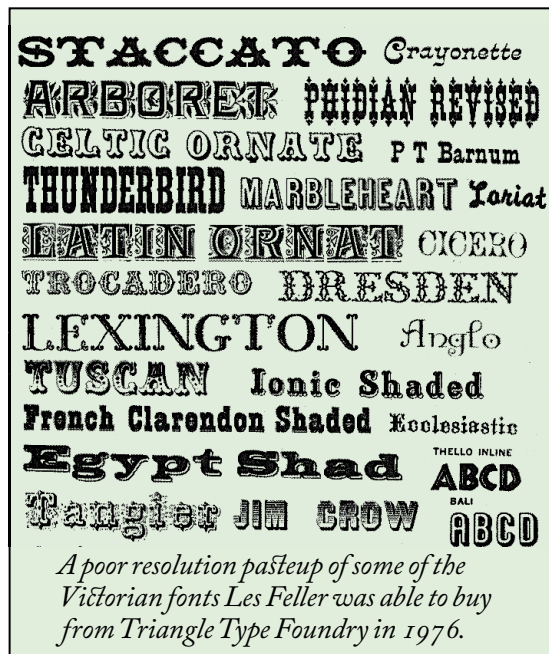 STACCATO Crayonette
ARBORET PHIDIAN REVISED
CELTIC ORNATE P T Barnum
THUNDERBIRD MARBLEHEART Loriat
LATIN ORNAT CICERO
TROCADERO DRESDEN
LEXINGTON Anglo
TUSCAN Ionic Shaded
French Clarendon Shaded Ecclesiastic
Egypt Shad THELLO INLINE
ABCD
BALI
Tangier JIM CROW ABCD
A poor resolution pasteup of some of the
Victorian fonts Les Feller was able to buy
from Triangle Type Foundry in 1976.